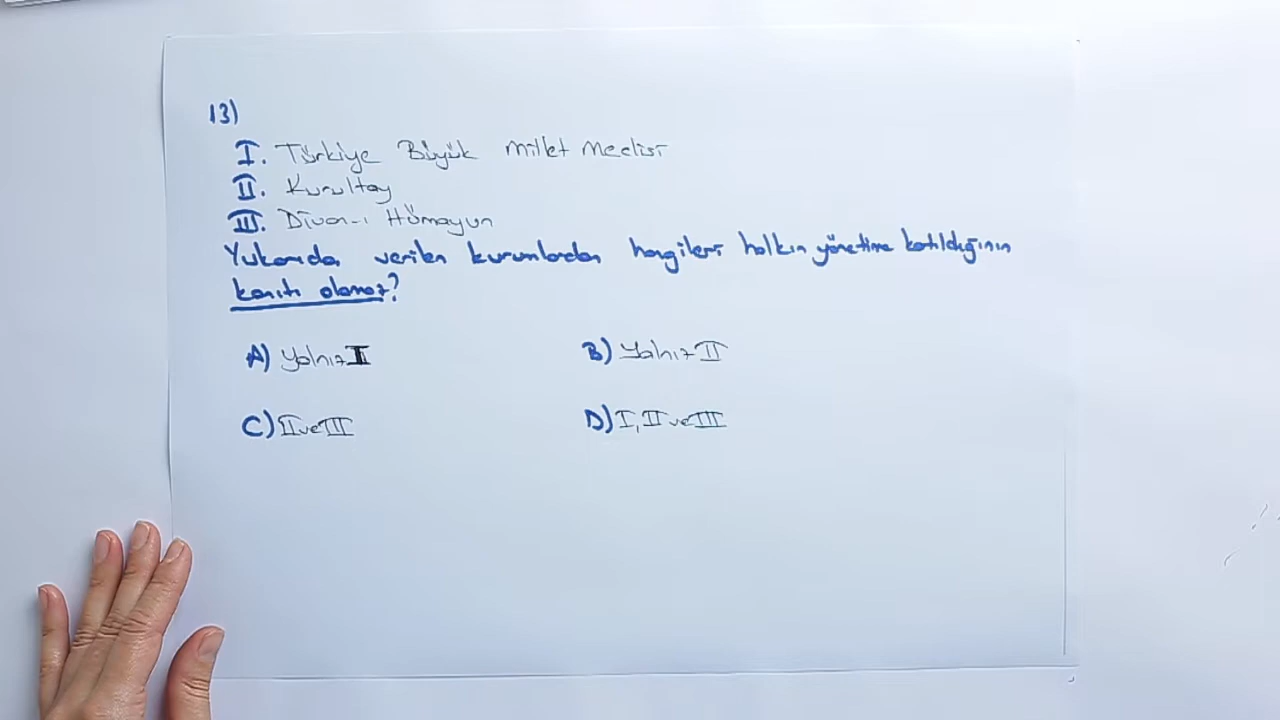 13)
I. Türkiye Büyük Millet Meclisi
II. Kurultay
III. Divan-ı Hümayun
Yukarıda verilen kurumlardan hangileri halkın yönetime katıldığının
kanıtı olamaz?
A) Yalnız I
B) Yalnız II
C) II ve III
D) I, II ve III